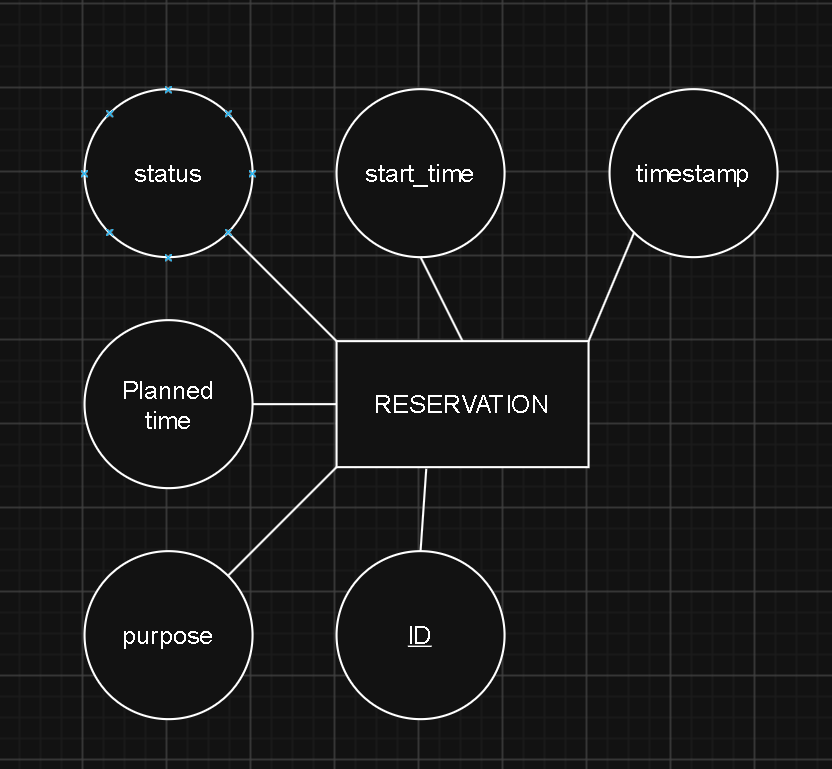 status
start_time
timestamp
Planned
time
RESERVATION
purpose
ID